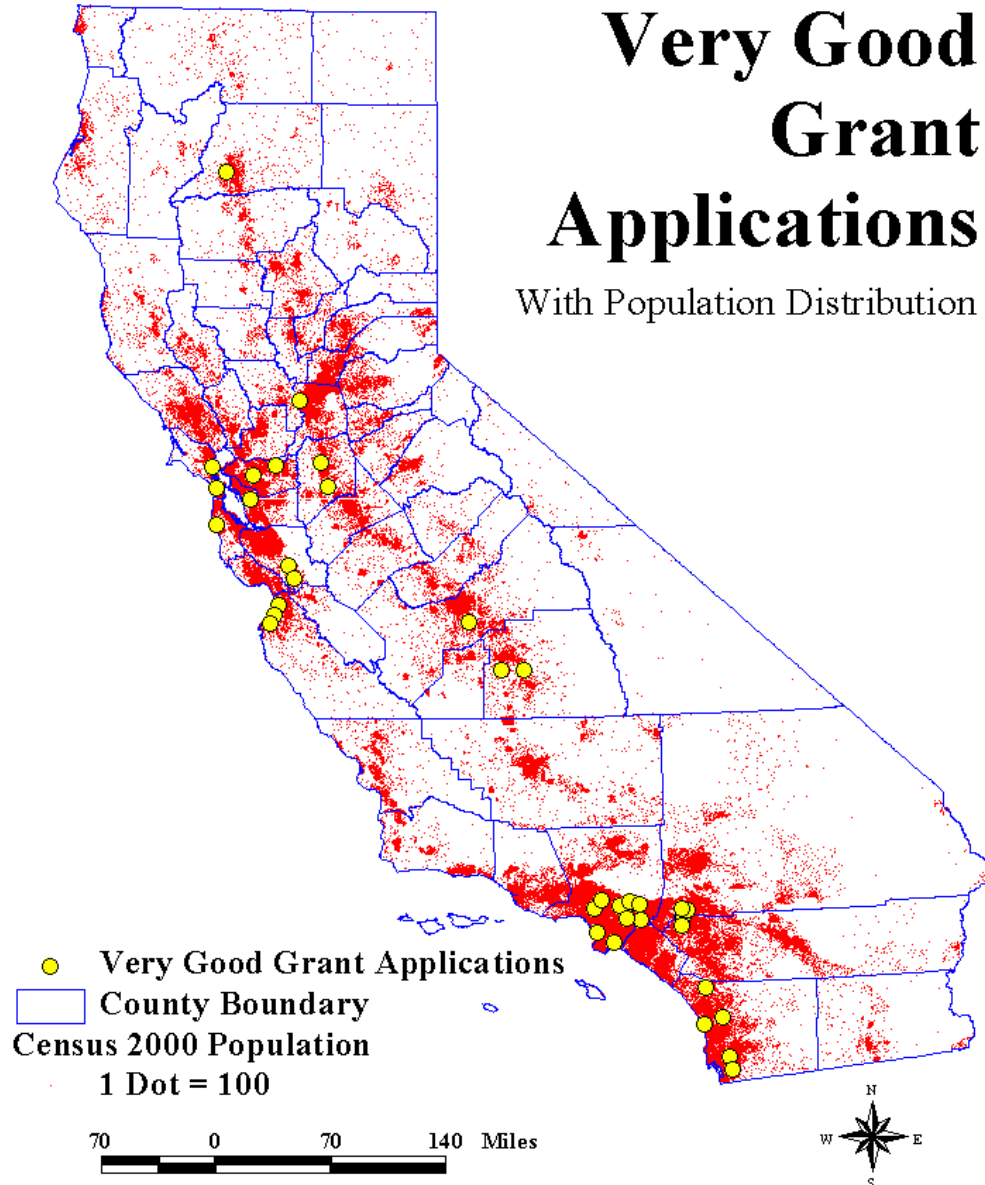 Very Good
Grant
Applications
With Population Distribution
Very Good Grant Applications
County Boundary
Census 2000 Population
1 Dot = 100
70 0 70 140 Miles
N
W E
S